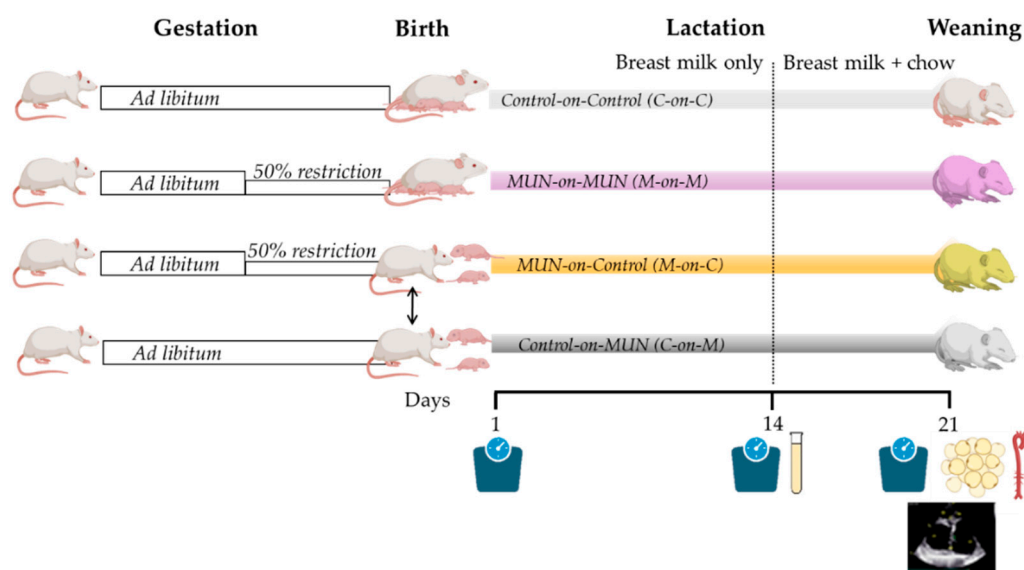 Gestation Birth Lactation Weaning
Breast milk only Breast milk + chow
Ad libitum Control-on-Control (C-on-C)
50% restriction
Ad libitum MUN-on-MUN (M-on-M)
50% restriction
Ad libitum MUN-on-Control (M-on-C)
Ad libitum Control-on-MUN (C-on-M)
Days
1 14 21